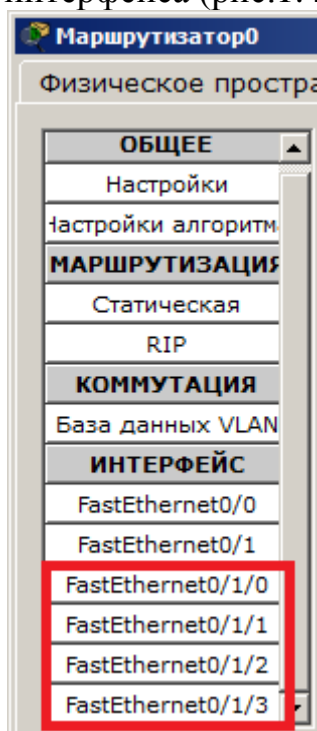 Маршрутизатор0
Физическое простра
ОБЩЕЕ
Настройки
Настройки алгоритм
МАРШРУТИЗАЦИЯ
Статическая
RIP
КОММУТАЦИЯ
База данных VLAN
ИНТЕРФЕЙС
FastEthernet0/0
FastEthernet0/1
FastEthernet0/1/0
FastEthernet0/1/1
FastEthernet0/1/2
FastEthernet0/1/3